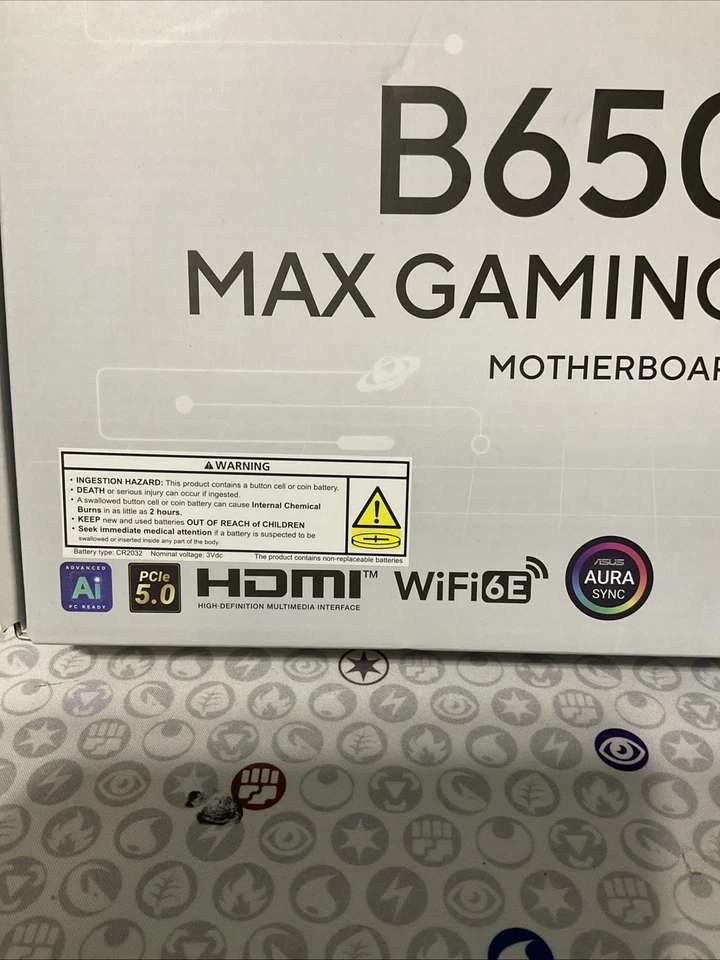 B650
MAX GAMING
MOTHERBOAR
WARNING
• INGESTION HAZARD: This product contains a button cell or coin battery.
• DEATH or serious injury can occur if ingested.
• A swallowed button cell or coin battery can cause Internal Chemical
Burns in as little as 2 hours.
• KEEP new and used batteries OUT OF REACH of CHILDREN
• Seek immediate medical attention if a battery is suspected to be
swallowed or inserted inside any part of the body.
Battery type: CR2032 Nominal voltage: 3Vdc The product contains non-replaceable batteries
ADVANCED
Ai
PC READY
PCIe
5.0
HDMI™
HIGH-DEFINITION MULTIMEDIA INTERFACE
WiFi 6E
ASUS
AURA
SYNC